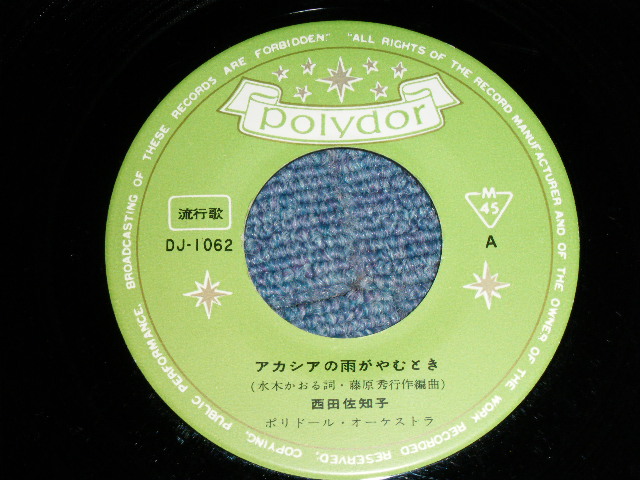 "ALL RIGHTS OF THE RECORD MANUFACTURER AND OF THE OWNER OF THE WORK RECORDED RESERVED. COPYING, PUBLIC PERFORMANCE, BROADCASTING OF THESE RECORDS ARE FORBIDDEN"
polydor
流行歌
DJ-1062
M
45
A
アカシアの雨がやむとき
(水木かおる詞・藤原秀行作編曲)
西田佐知子
ポリドール・オーケストラ